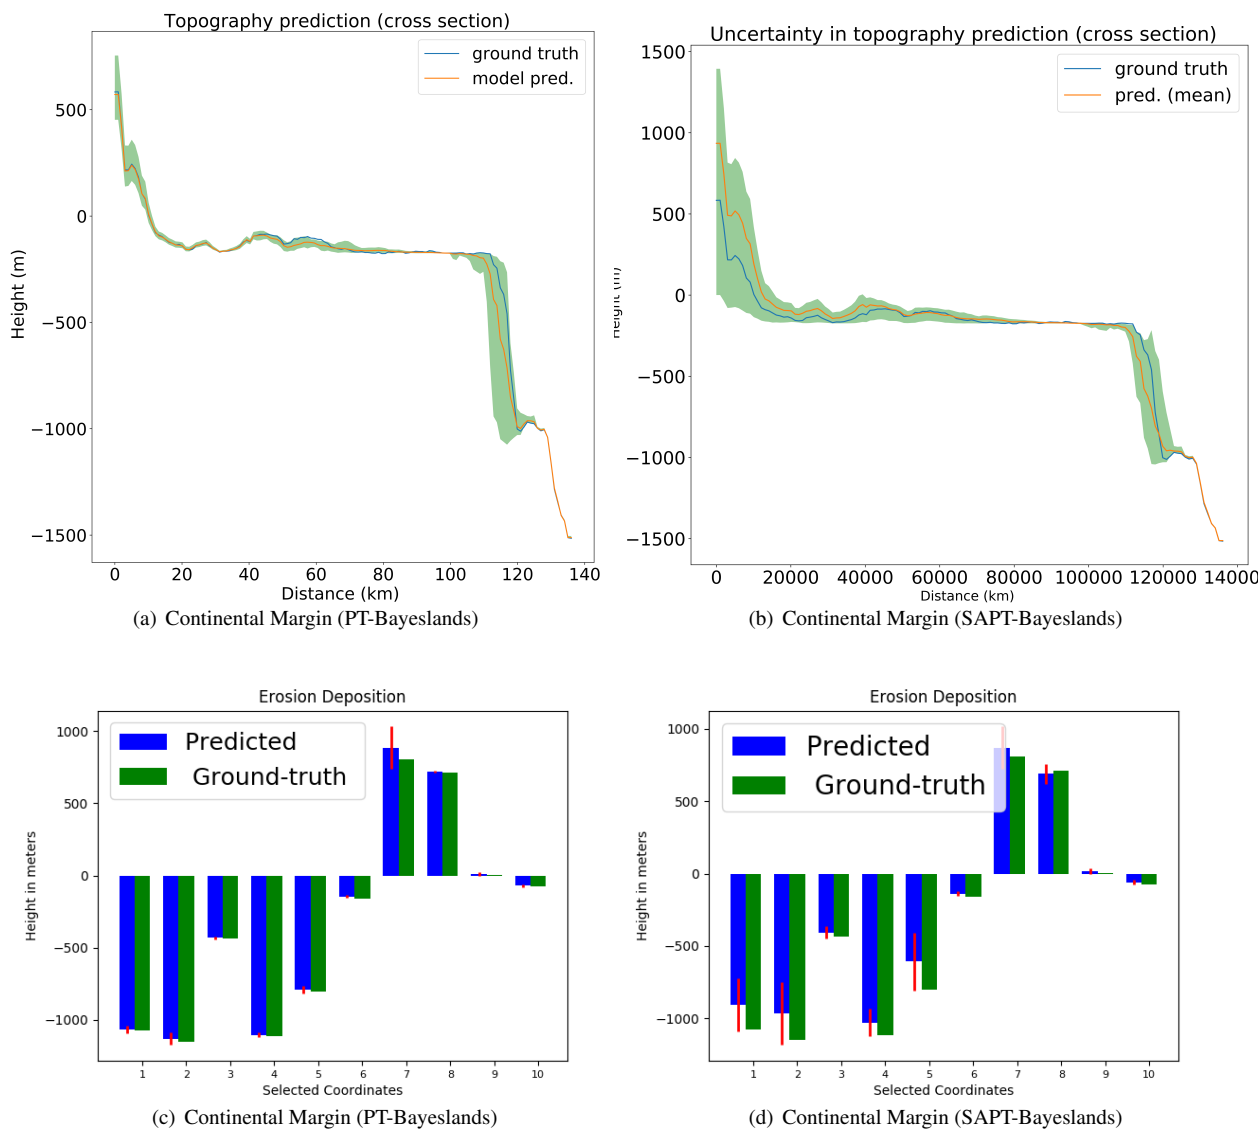 Topography prediction (cross section)
ground truth
model pred.
500
0
−500
−1000
−1500
Height (m)
0 20 40 60 80 100 120 140
Distance (km)
(a) Continental Margin (PT-Bayeslands)
Uncertainty in topography prediction (cross section)
ground truth
pred. (mean)
1500
1000
500
0
−500
−1000
−1500
Height (m)
0 20000 40000 60000 80000 100000 120000 14000
Distance (km)
(b) Continental Margin (SAPT-Bayeslands)
Erosion Deposition
Predicted
Ground-truth
1000
500
0
−500
−1000
Height in meters
1 2 3 4 5 6 7 8 9 10
Selected Coordinates
(c) Continental Margin (PT-Bayeslands)
Erosion Deposition
Predicted
Ground-truth
1000
500
0
−500
−1000
Height in meters
1 2 3 4 5 6 7 8 9 10
Selected Coordinates
(d) Continental Margin (SAPT-Bayeslands)